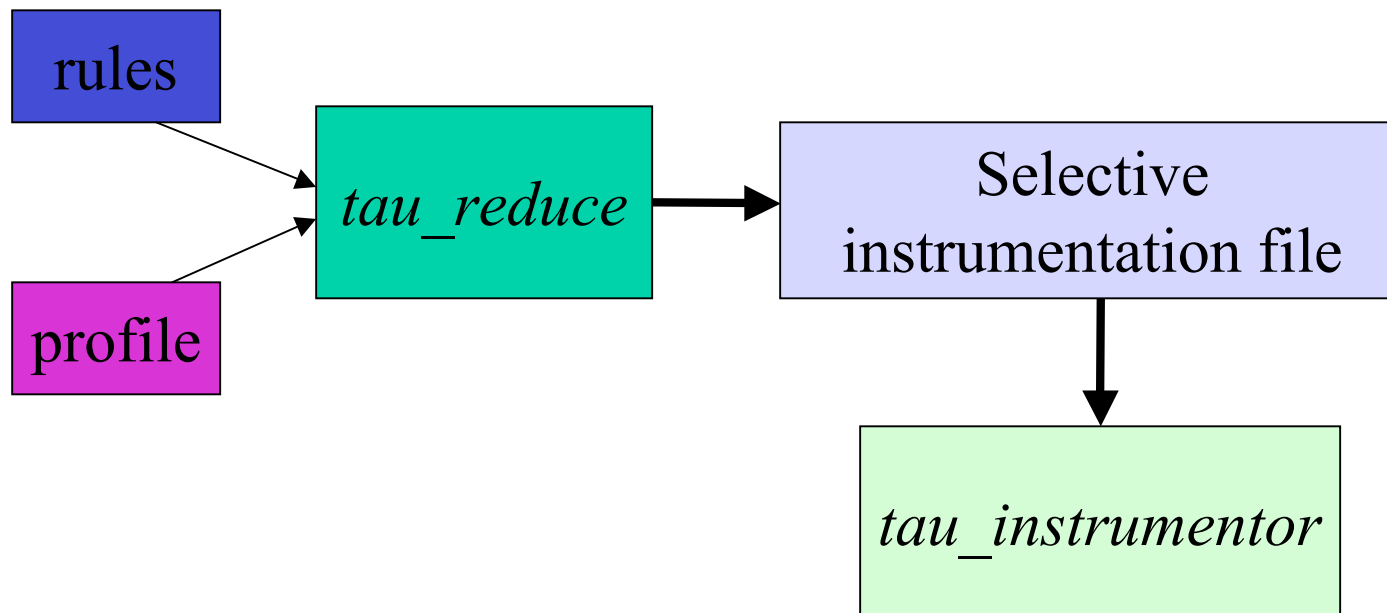 rules
profile
tau_reduce
Selective
instrumentation file
tau_instrumentor